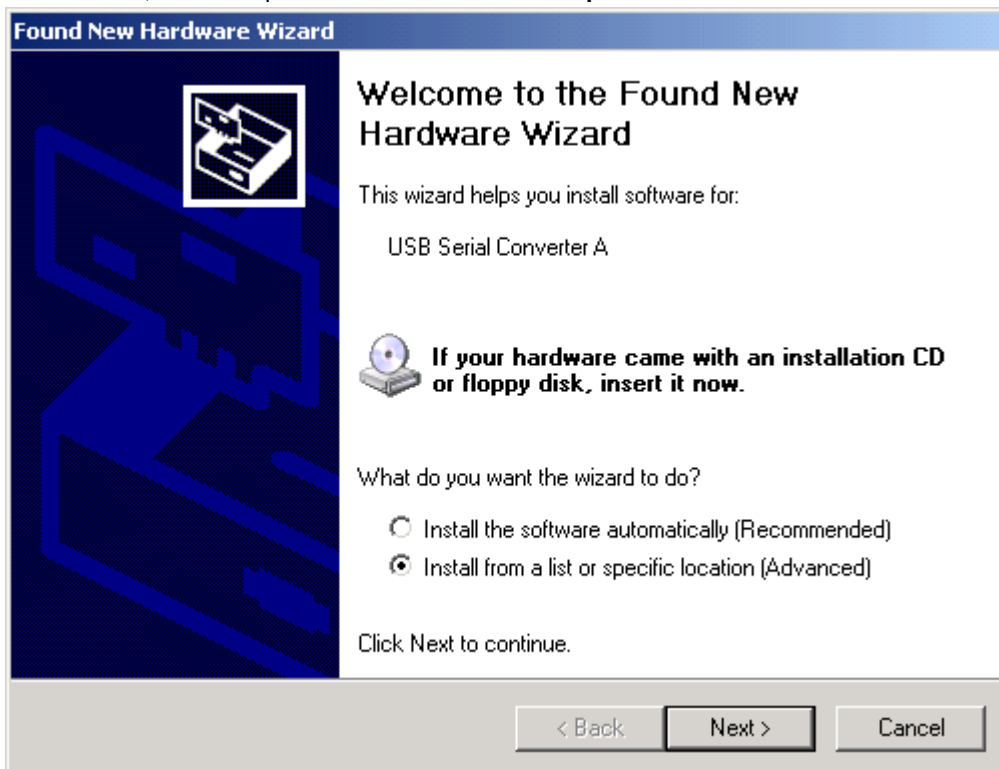 Found New Hardware Wizard
Welcome to the Found New
Hardware Wizard
This wizard helps you install software for:
USB Serial Converter A
If your hardware came with an installation CD
or floppy disk, insert it now.
What do you want the wizard to do?
Install the software automatically (Recommended)
Install from a list or specific location (Advanced)
Click Next to continue.
< Back Next > Cancel